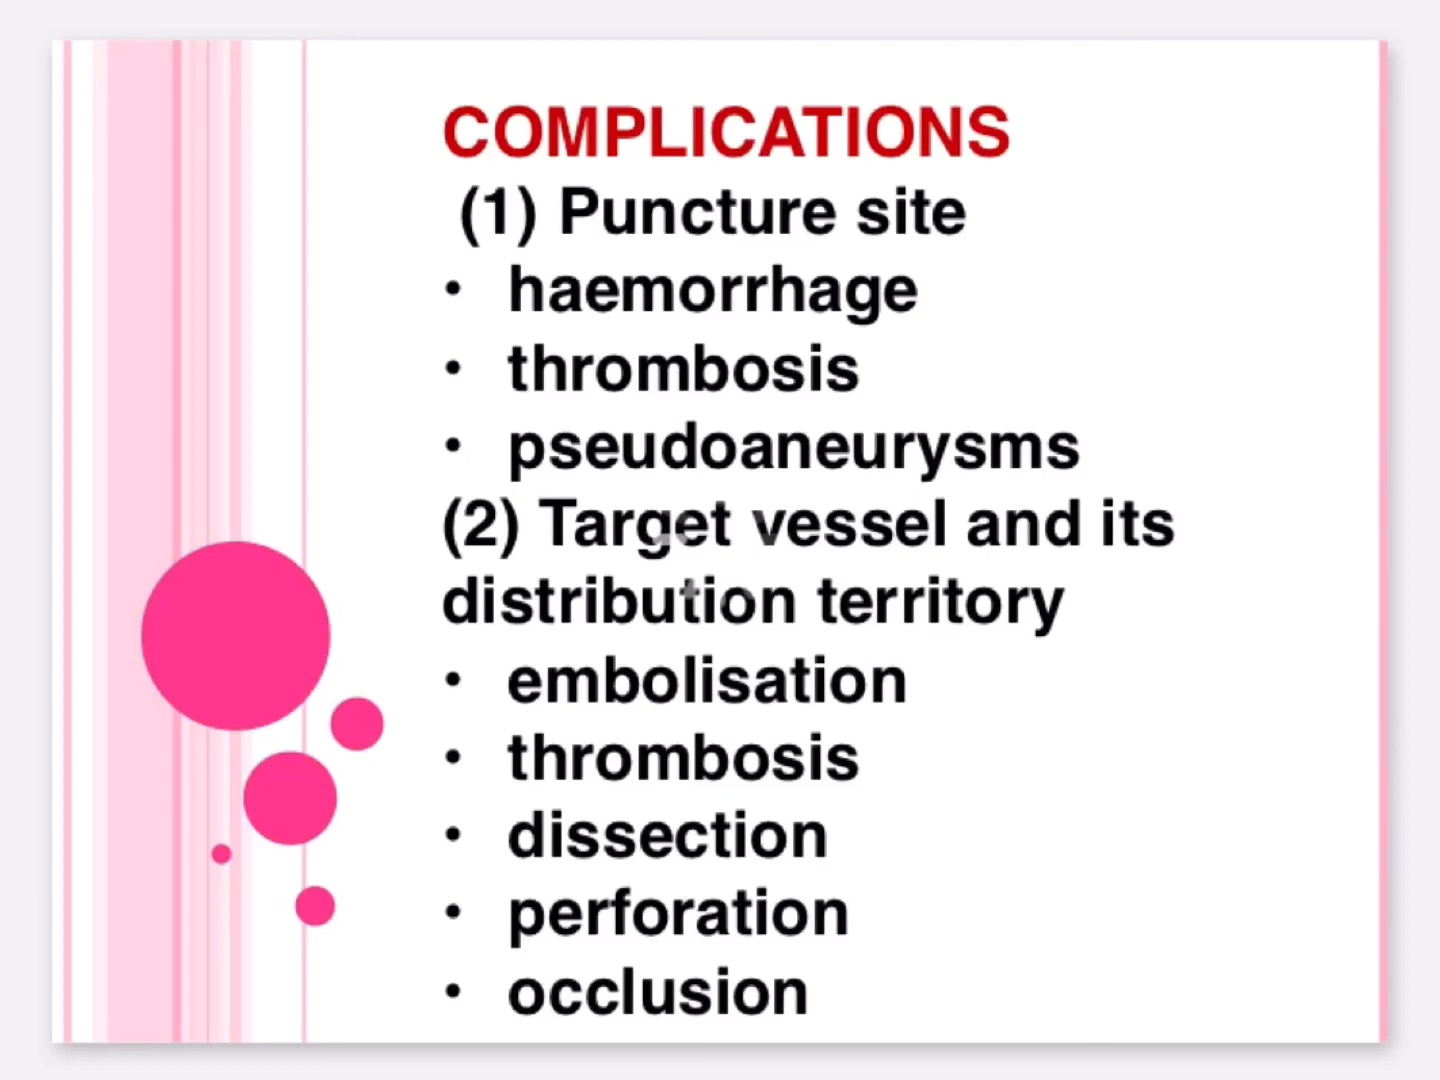 COMPLICATIONS
(1) Puncture site
• haemorrhage
• thrombosis
• pseudoaneurysms
(2) Target vessel and its
distribution territory
• embolisation
• thrombosis
• dissection
• perforation
• occlusion